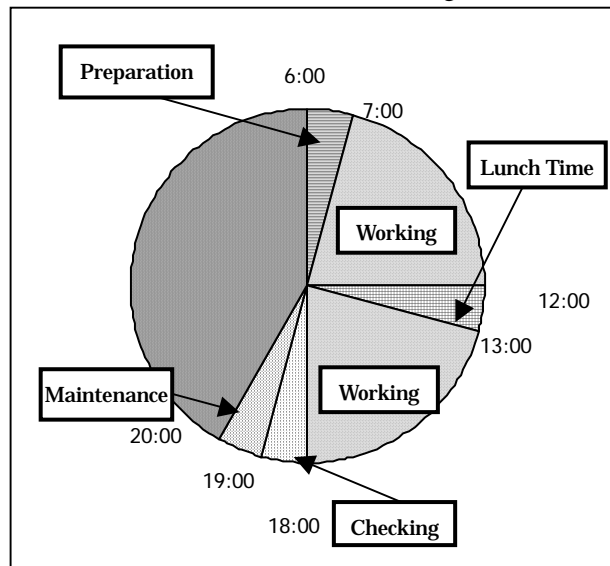 Preparation
6:00
7:00
Lunch Time
Working
12:00
13:00
Maintenance
Working
20:00
19:00
18:00
Checking